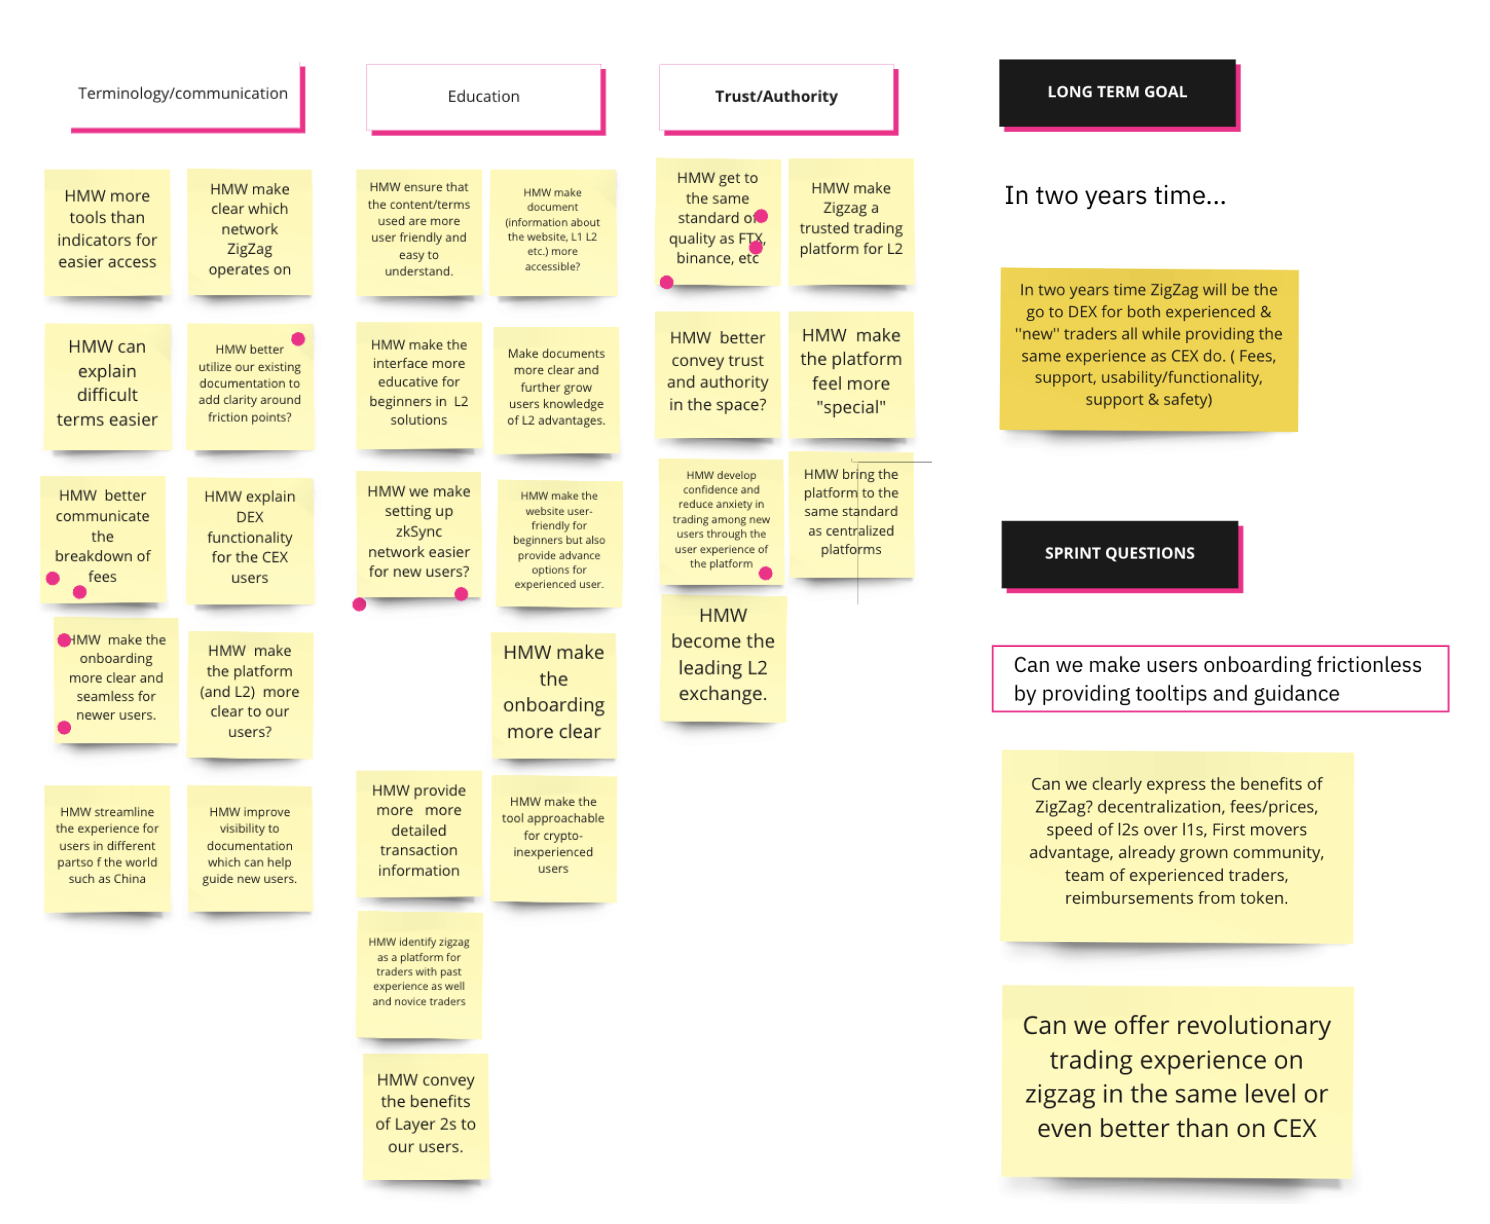 Terminology/communication
HMW more
tools than
indicators for
easier access
HMW make
clear which
network
ZigZag
operates on
HMW can
explain
difficult
terms easier
HMW better
utilize our existing
documentation to
add clarity around
friction points?
HMW better
communicate
the
breakdown of
fees
HMW explain
DEX
functionality
for the CEX
users
HMW make the
onboarding
more clear and
seamless for
newer users.
HMW make
the platform
(and L2) more
clear to our
users?
HMW streamline
the experience for
users in different
partso f the world
such as China
HMW improve
visibility to
documentation
which can help
guide new users.
Education
HMW ensure that
the content/terms
used are more
user friendly and
easy to
understand.
HMW make
document
(information about
the website, L1 L2
etc.) more
accessible?
HMW make the
interface more
educative for
beginners in L2
solutions
Make documents
more clear and
further grow
users knowledge
of L2 advantages.
HMW we make
setting up
zkSync
network easier
for new users?
HMW make the
website user-
friendly for
beginners but also
provide advance
options for
experienced user.
HMW make
the
onboarding
more clear
HMW provide
more more
detailed
transaction
information
HMW make the
tool approachable
for crypto-
inexperienced
users
HMW identify zigzag
as a platform for
traders with past
experience as well
and novice traders
HMW convey
the benefits
of Layer 2s to
our users.
Trust/Authority
HMW get to
the same
standard of
quality as FTX,
binance, etc
HMW make
Zigzag a
trusted trading
platform for L2
HMW better
convey trust
and authority
in the space?
HMW make
the platform
feel more
"special"
HMW develop
confidence and
reduce anxiety in
trading among new
users through the
user experience of
the platform
HMW bring the
platform to the
same standard
as centralized
platforms
HMW
become the
leading L2
exchange.
LONG TERM GOAL
In two years time...
In two years time ZigZag will be the
go to DEX for both experienced &
"new" traders all while providing the
same experience as CEX do. ( Fees,
support, usability/functionality,
support & safety)
SPRINT QUESTIONS
Can we make users onboarding frictionless
by providing tooltips and guidance
Can we clearly express the benefits of
ZigZag? decentralization, fees/prices,
speed of l2s over l1s, First movers
advantage, already grown community,
team of experienced traders,
reimbursements from token.
Can we offer revolutionary
trading experience on
zigzag in the same level or
even better than on CEX